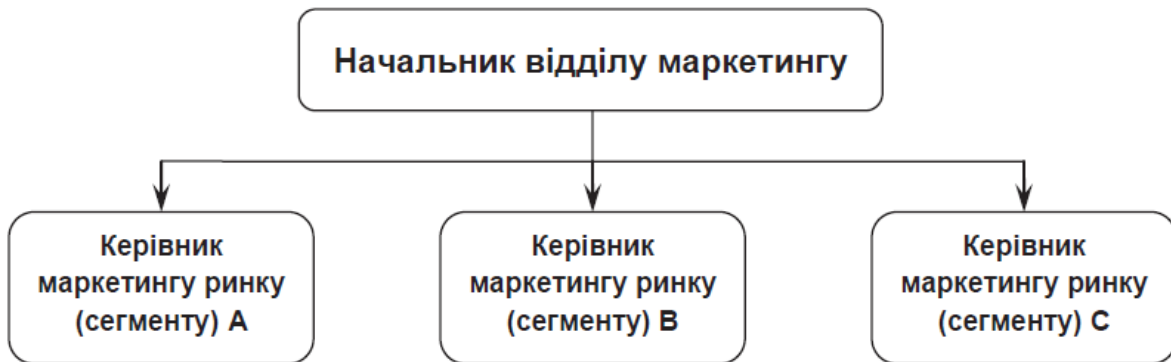 Начальник відділу маркетингу
Керівник
маркетингу ринку
(сегменту) А
Керівник
маркетингу ринку
(сегменту) В
Керівник
маркетингу ринку
(сегменту) С